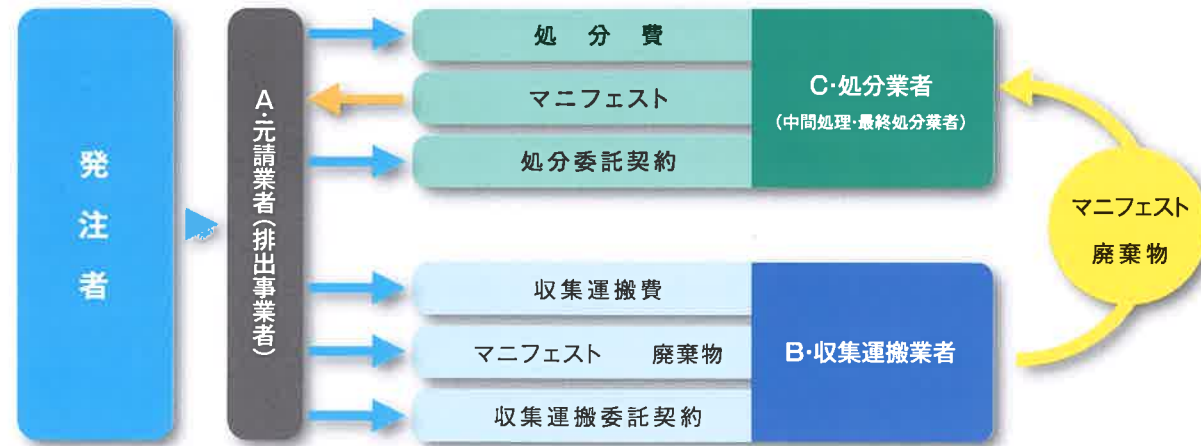 発注者
A・元請業者(排出事業者)
処分費
マニフェスト
処分委託契約
C・処分業者
(中間処理・最終処分業者)
マニフェスト
廃棄物
収集運搬費
マニフェスト 廃棄物
収集運搬委託契約
B・収集運搬業者